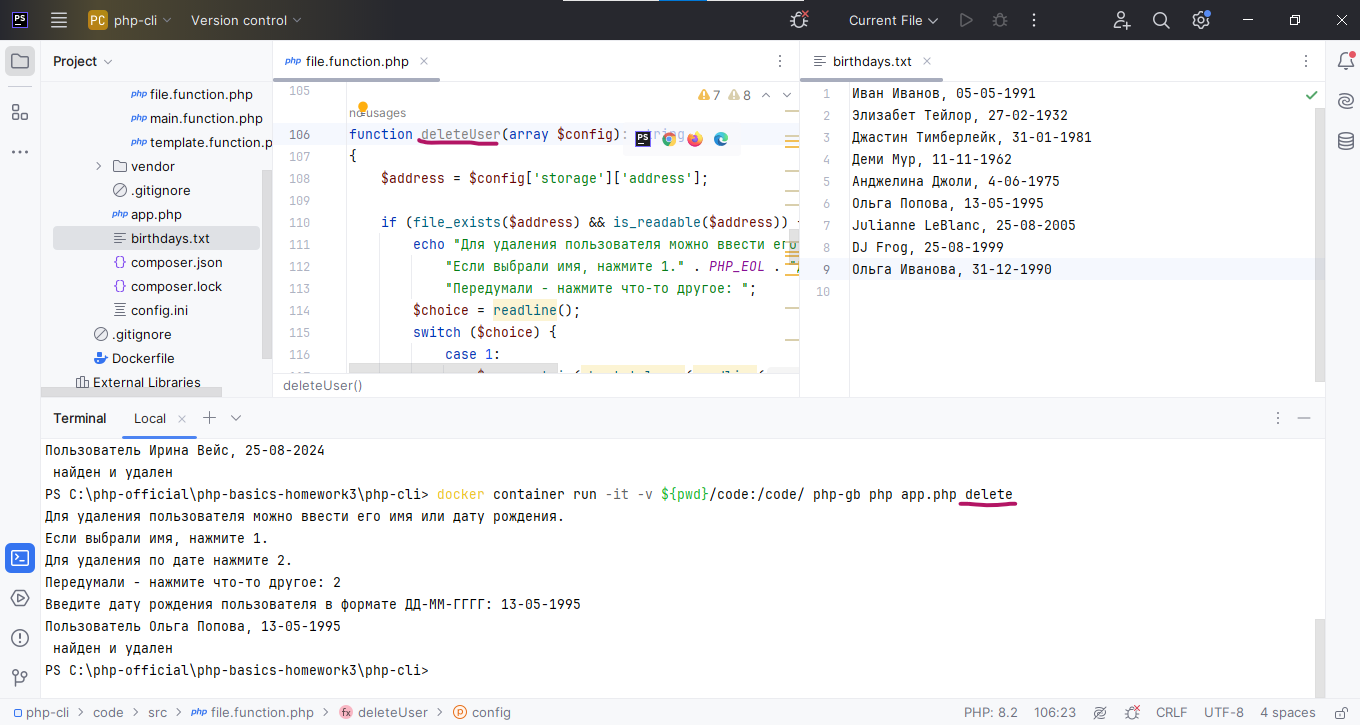 PS
PC php-cli
Version control
Current File
Project
file.function.php
main.function.php
template.function.p
vendor
.gitignore
app.php
birthdays.txt
composer.json
composer.lock
config.ini
.gitignore
Dockerfile
External Libraries
php file.function.php
7 8
105
no usages
106 function deleteUser(array $config): string
107 {
108 $address = $config['storage']['address'];
109
110 if (file_exists($address) && is_readable($address)) {
111 echo "Для удаления пользователя можно ввести его
112 "Если выбрали имя, нажмите 1." . PHP_EOL .
113 "Передумали - нажмите что-то другое: ";
114 $choice = readline();
115 switch ($choice) {
116 case 1:
deleteUser()
birthdays.txt
1 Иван Иванов, 05-05-1991
2 Элизабет Тейлор, 27-02-1932
3 Джастин Тимберлейк, 31-01-1981
4 Деми Мур, 11-11-1962
5 Анджелина Джоли, 4-06-1975
6 Ольга Попова, 13-05-1995
7 Julianne LeBlanc, 25-08-2005
8 DJ Frog, 25-08-1999
9 Ольга Иванова, 31-12-1990
10
Terminal Local
Пользователь Ирина Вейс, 25-08-2024
найден и удален
PS C:\php-official\php-basics-homework3\php-cli> docker container run -it -v ${pwd}/code:/code/ php-gb php app.php delete
Для удаления пользователя можно ввести его имя или дату рождения.
Если выбрали имя, нажмите 1.
Для удаления по дате нажмите 2.
Передумали - нажмите что-то другое: 2
Введите дату рождения пользователя в формате ДД-ММ-ГГГГ: 13-05-1995
Пользователь Ольга Попова, 13-05-1995
найден и удален
PS C:\php-official\php-basics-homework3\php-cli>
php-cli > code > src > php file.function.php > fx deleteUser > p config
PHP: 8.2 106:23 CRLF UTF-8 4 spaces